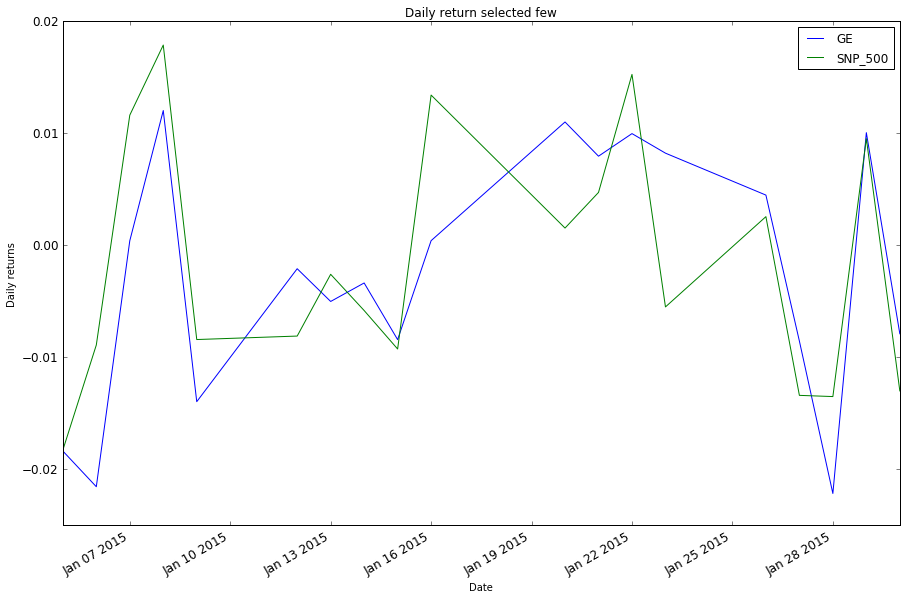 Daily return selected few
GE
SNP_500
0.02
0.01
0.00
−0.01
−0.02
Daily returns
Jan 07 2015
Jan 10 2015
Jan 13 2015
Jan 16 2015
Jan 19 2015
Jan 22 2015
Jan 25 2015
Jan 28 2015
Date